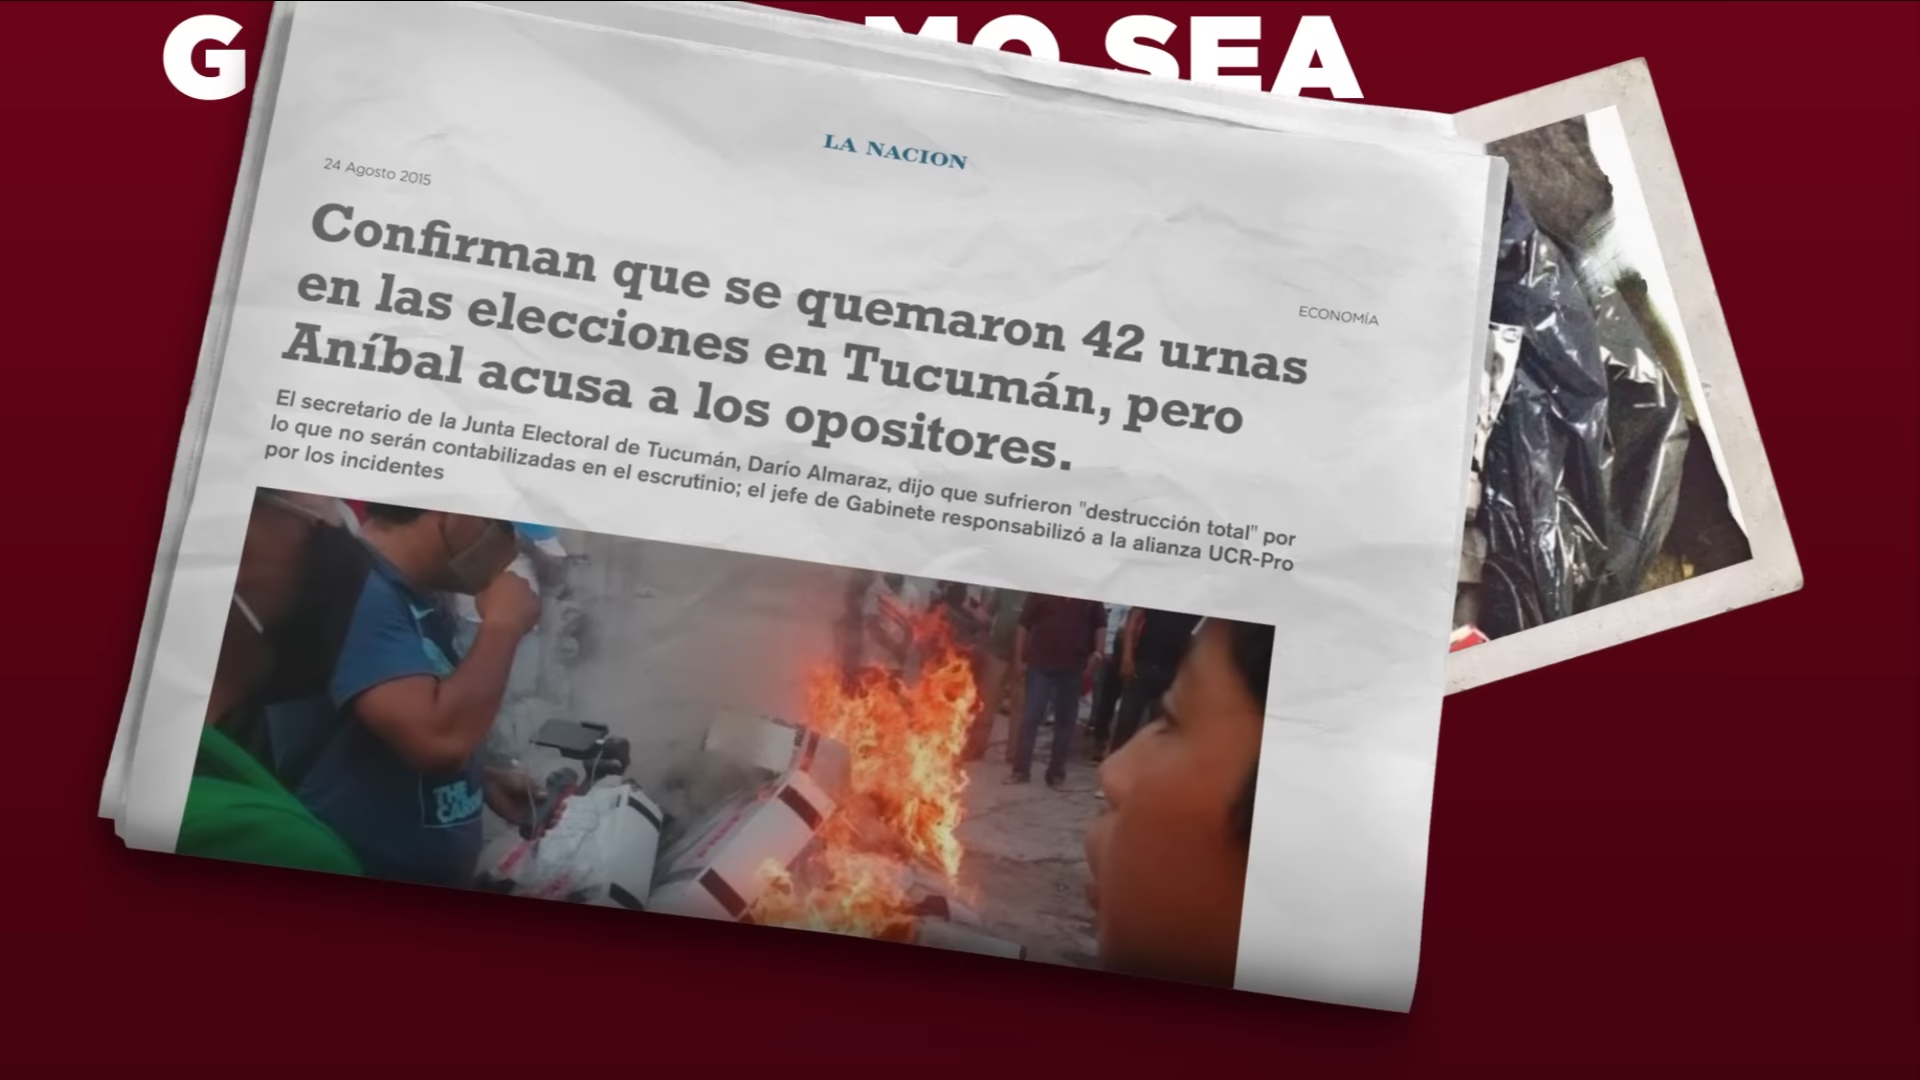 SEA
LA NACION
24 Agosto 2015
ECONOMÍA
Confirman que se quemaron 42 urnas
en las elecciones en Tucumán, pero
Aníbal acusa a los opositores.
El secretario de la Junta Electoral de Tucumán, Darío Almaraz, dijo que sufrieron "destrucción total" por
lo que no serán contabilizadas en el escrutinio; el jefe de Gabinete responsabilizó a la alianza UCR-Pro
por los incidentes
THE